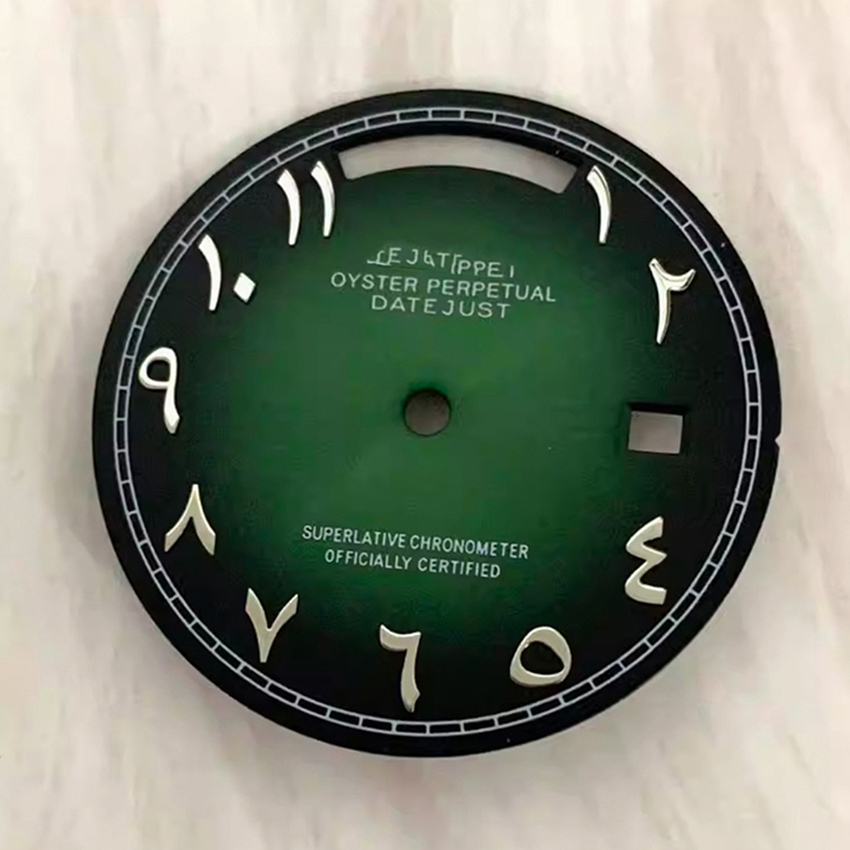 OYSTER PERPETUAL
DATEJUST
SUPERLATIVE CHRONOMETER
OFFICIALLY CERTIFIED
١
٢
٤
٥
٦
٧
٨
٩
١٠
١١